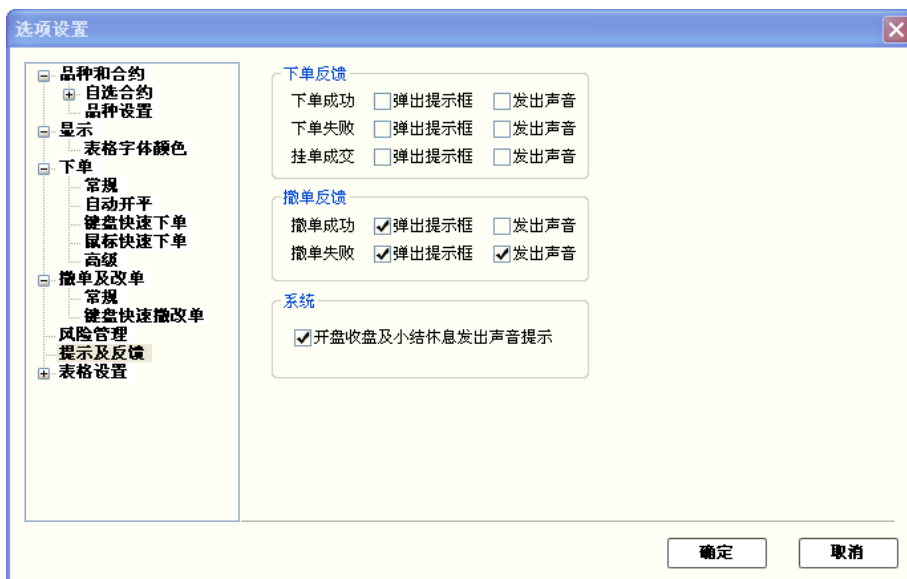 选项设置
品种和合约
自选合约
品种设置
显示
表格字体颜色
下单
常规
自动开平
键盘快速下单
鼠标快速下单
高级
撤单及改单
常规
键盘快速撤改单
风险管理
提示及反馈
表格设置
下单反馈
下单成功 弹出提示框 发出声音
下单失败 弹出提示框 发出声音
挂单成交 弹出提示框 发出声音
撤单反馈
撤单成功 弹出提示框 发出声音
撤单失败 弹出提示框 发出声音
系统
开盘收盘及小结休息发出声音提示
确定 取消